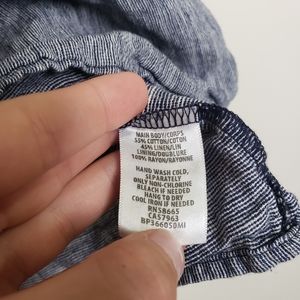 MAIN BODY/CORPS
55% COTTON/COTON
45% LINEN/LIN
LINING/DOUBLURE
100% RAYON/RAYONNE
HAND WASH COLD,
SEPARATELY
ONLY NON-CHLORINE
BLEACH IF NEEDED
HANG TO DRY
COOL IRON IF NEEDED
RN58665
CA57963
BP366050MI